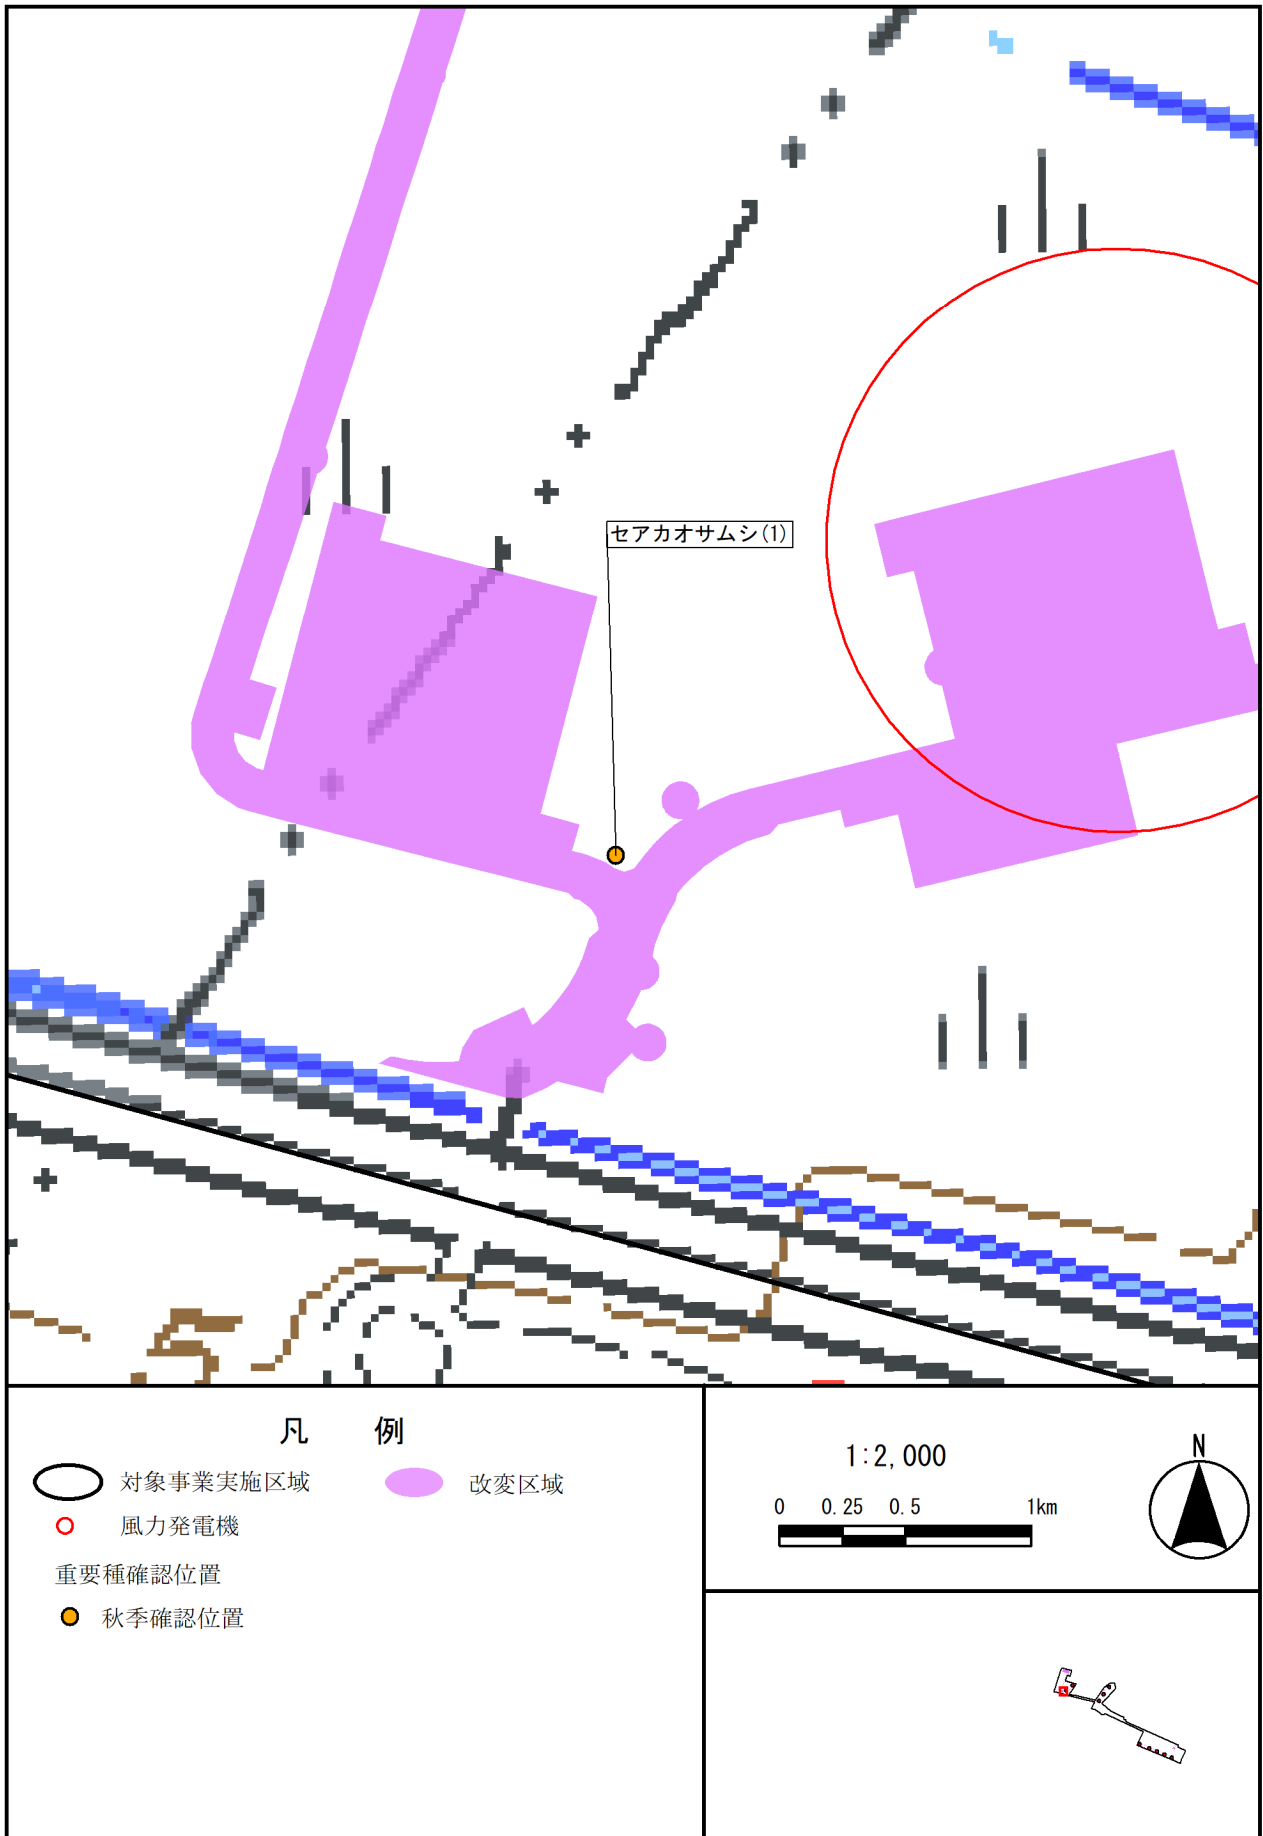 セアカオサムシ(1)
凡　例
対象事業実施区域
改変区域
風力発電機
重要種確認位置
秋季確認位置
1:2,000
0 0.25 0.5 1km
N